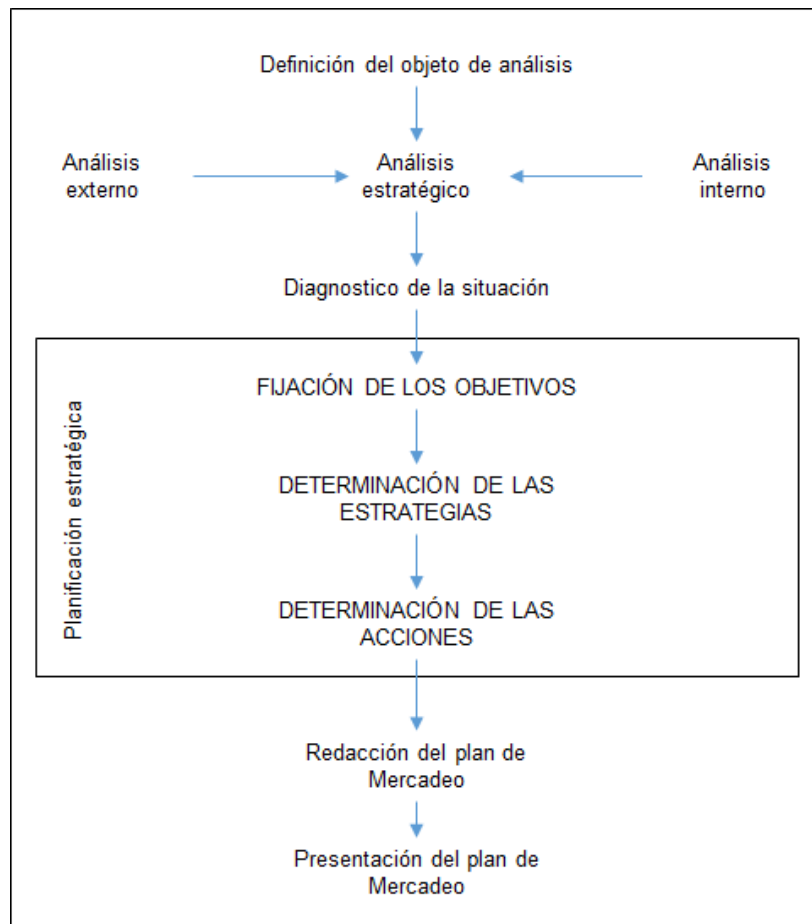 Definición del objeto de análisis
Análisis
externo
Análisis
estratégico
Análisis
interno
Diagnostico de la situación
Planificación estratégica
FIJACIÓN DE LOS OBJETIVOS
DETERMINACIÓN DE LAS
ESTRATEGIAS
DETERMINACIÓN DE LAS
ACCIONES
Redacción del plan de
Mercadeo
Presentación del plan de
Mercadeo